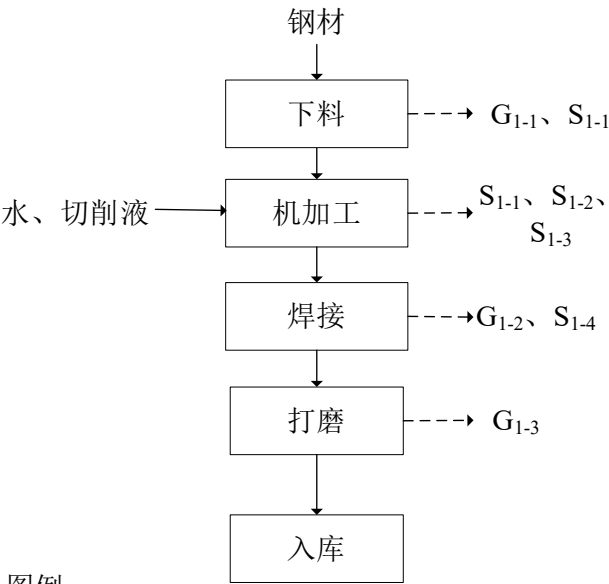 钢材
下料
G1-1、S1-1
水、切削液
机加工
S1-1、S1-2、
S1-3
焊接
G1-2、S1-4
打磨
G1-3
入库
图例